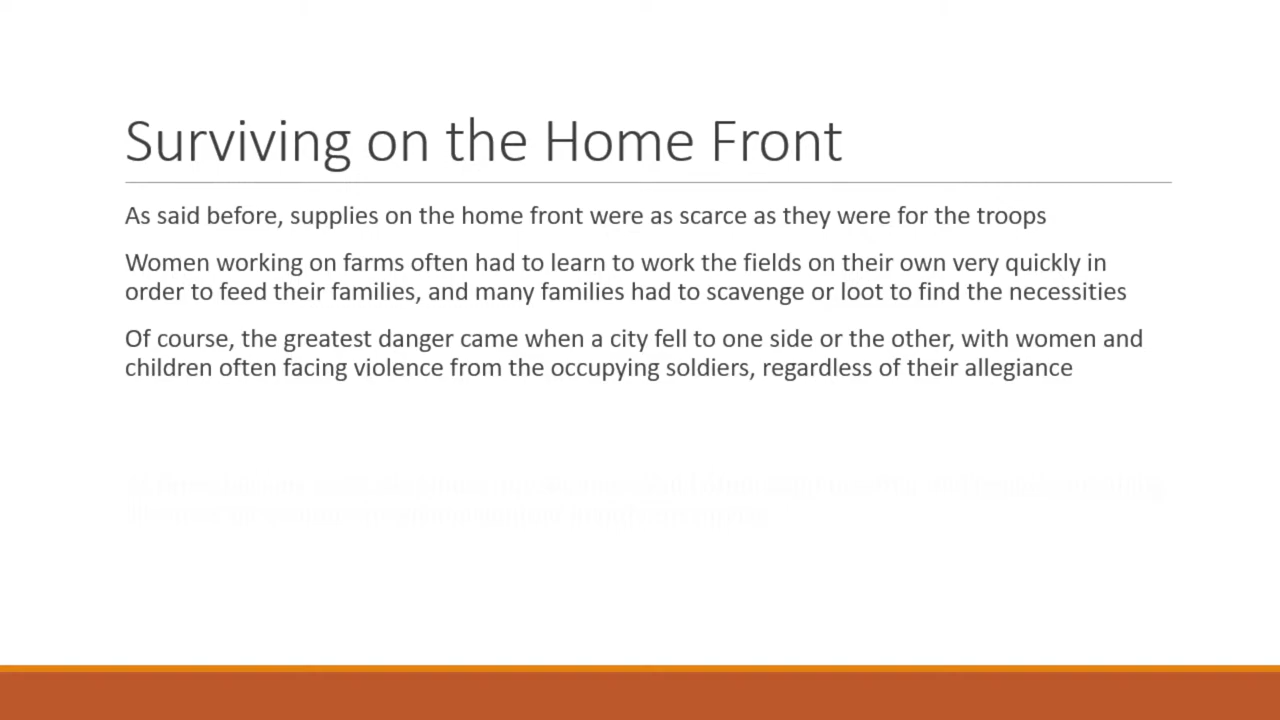 Surviving on the Home Front
As said before, supplies on the home front were as scarce as they were for the troops
Women working on farms often had to learn to work the fields on their own very quickly in
order to feed their families, and many families had to scavenge or loot to find the necessities
Of course, the greatest danger came when a city fell to one side or the other, with women and
children often facing violence from the occupying soldiers, regardless of their allegiance